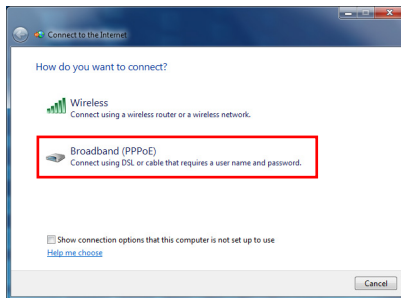 Connect to the Internet
How do you want to connect?
Wireless
Connect using a wireless router or a wireless network.
Broadband (PPPoE)
Connect using DSL or cable that requires a user name and password.
Show connection options that this computer is not set up to use
Help me choose
Cancel